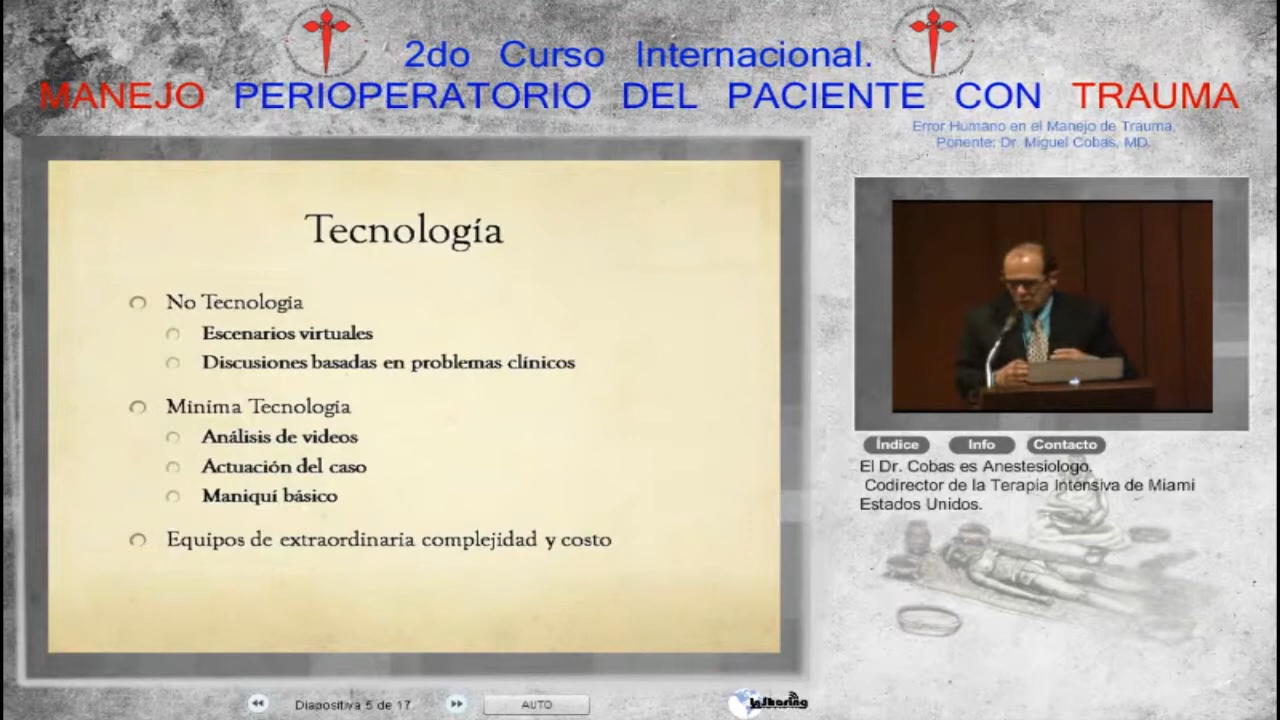 2do Curso Internacional.
MANEJO PERIOPERATORIO DEL PACIENTE CON TRAUMA
Error Humano en el Manejo de Trauma.
Ponente: Dr. Miguel Cobas, MD.
Tecnología
No Tecnología
Escenarios virtuales
Discusiones basadas en problemas clínicos
Mínima Tecnología
Análisis de videos
Actuación del caso
Maniquí básico
Equipos de extraordinaria complejidad y costo
Índice Info Contacto
El Dr. Cobas es Anestesiologo.
Codirector de la Terapia Intensiva de Miami
Estados Unidos.
Diapositiva 5 de 17 AUTO
InSharing